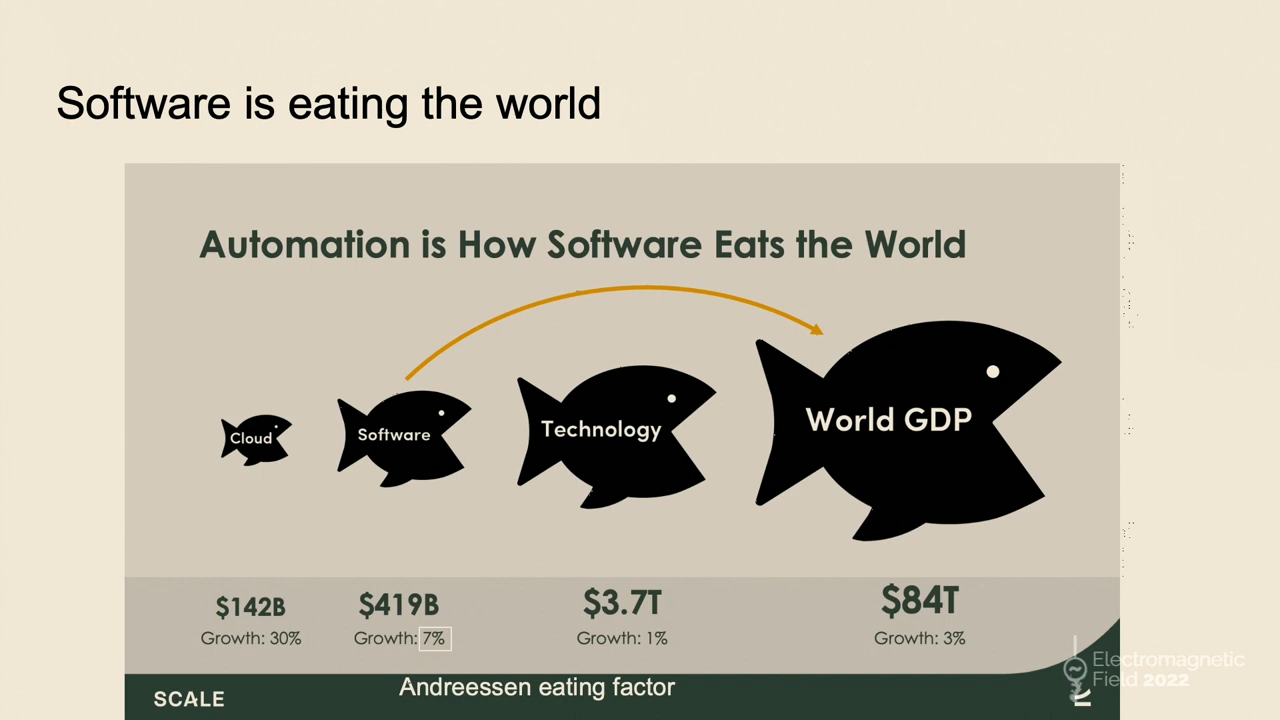 Software is eating the world
Automation is How Software Eats the World
Cloud
Software
Technology
World GDP
$142B
$419B
$3.7T
$84T
Growth: 30%
Growth: 7%
Growth: 1%
Growth: 3%
Andreessen eating factor
SCALE
Electromagnetic
Field 2022